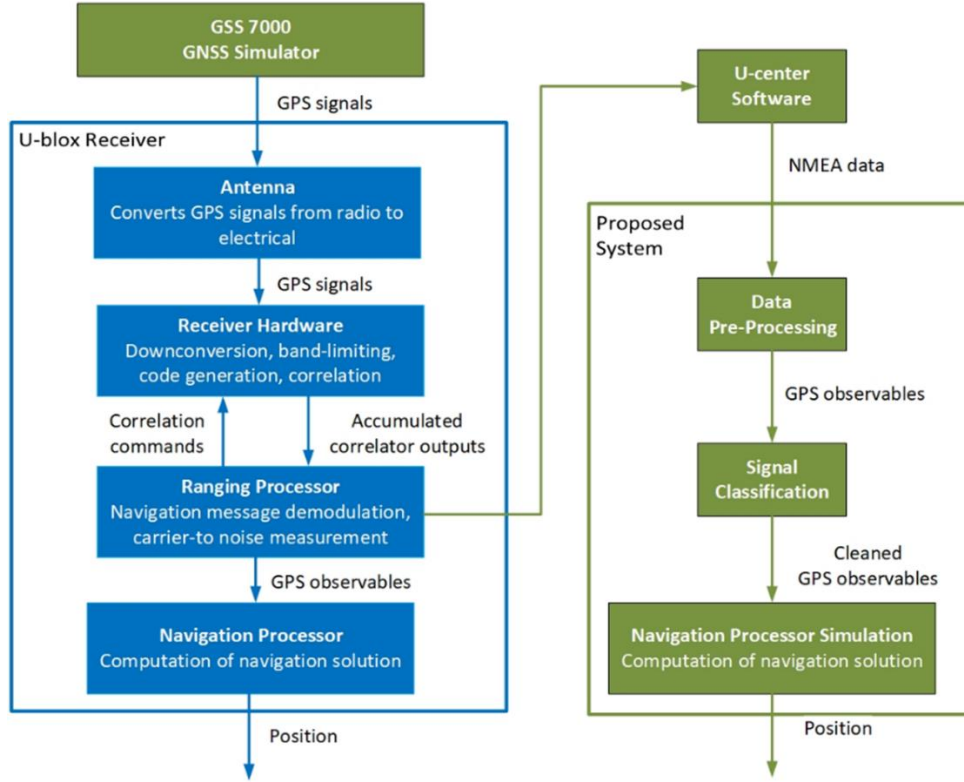 GSS 7000
GNSS Simulator
GPS signals
U-blox Receiver
Antenna
Converts GPS signals from radio to
electrical
GPS signals
Receiver Hardware
Downconversion, band-limiting,
code generation, correlation
Correlation
commands
Accumulated
correlator outputs
Ranging Processor
Navigation message demodulation,
carrier-to noise measurement
GPS observables
Navigation Processor
Computation of navigation solution
Position
U-center
Software
NMEA data
Proposed
System
Data
Pre-Processing
GPS observables
Signal
Classification
Cleaned
GPS observables
Navigation Processor Simulation
Computation of navigation solution
Position